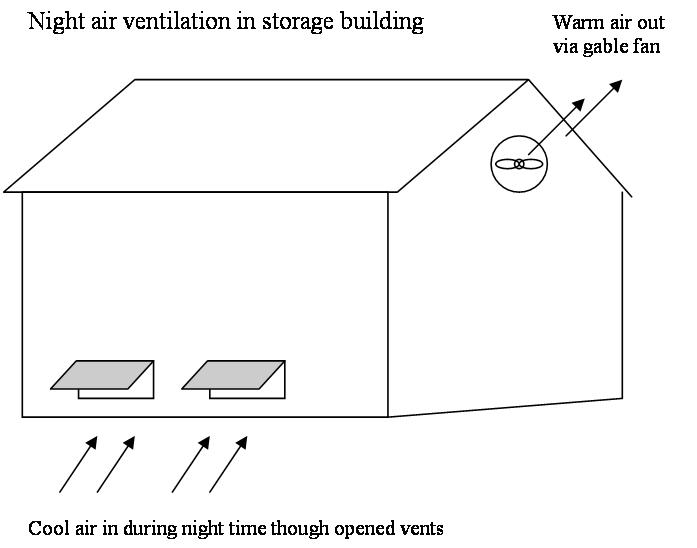 Night air ventilation in storage building
Warm air out
via gable fan
Cool air in during night time though opened vents